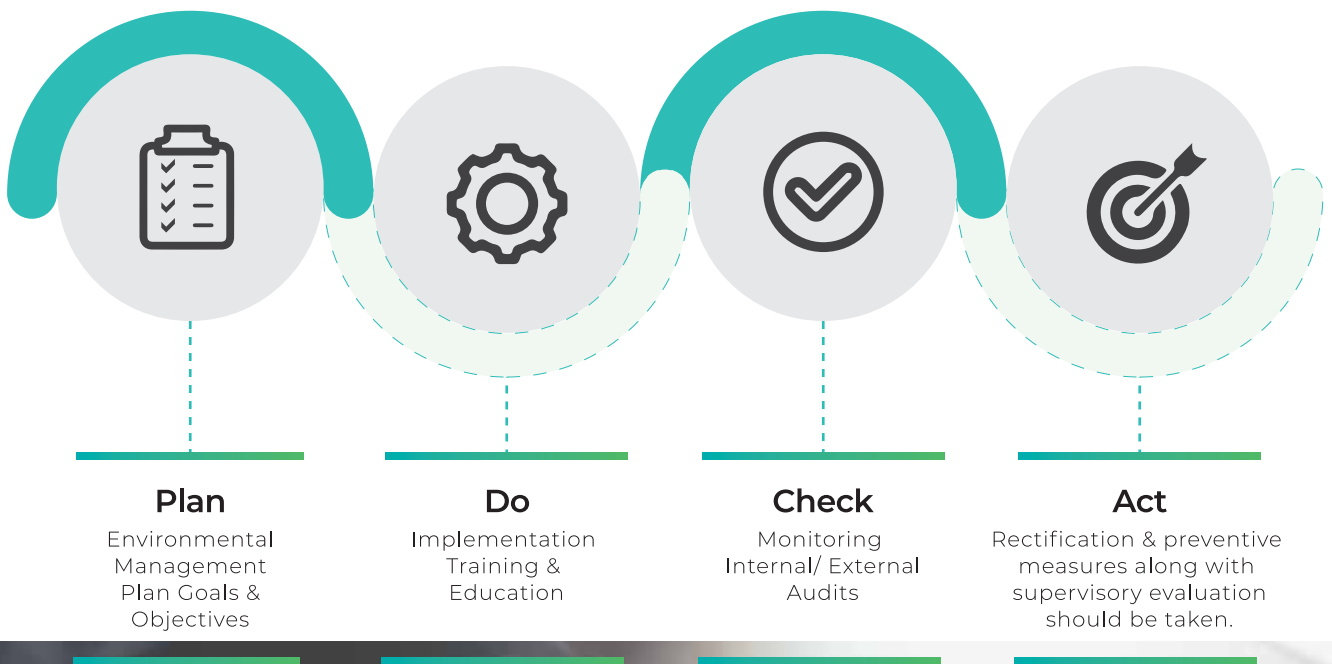 Plan
Environmental
Management
Plan Goals &
Objectives
Do
Implementation
Training &
Education
Check
Monitoring
Internal/ External
Audits
Act
Rectification & preventive
measures along with
supervisory evaluation
should be taken.